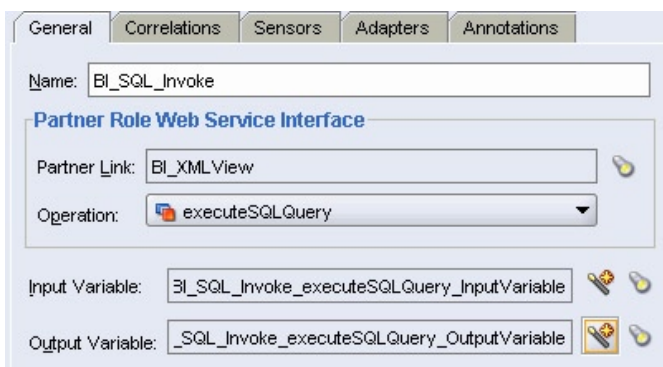 General Correlations Sensors Adapters Annotations
Name: BI_SQL_Invoke
Partner Role Web Service Interface
Partner Link: BI_XMLView
Operation: executeSQLQuery
Input Variable: BI_SQL_Invoke_executeSQLQuery_InputVariable
Output Variable: _SQL_Invoke_executeSQLQuery_OutputVariable